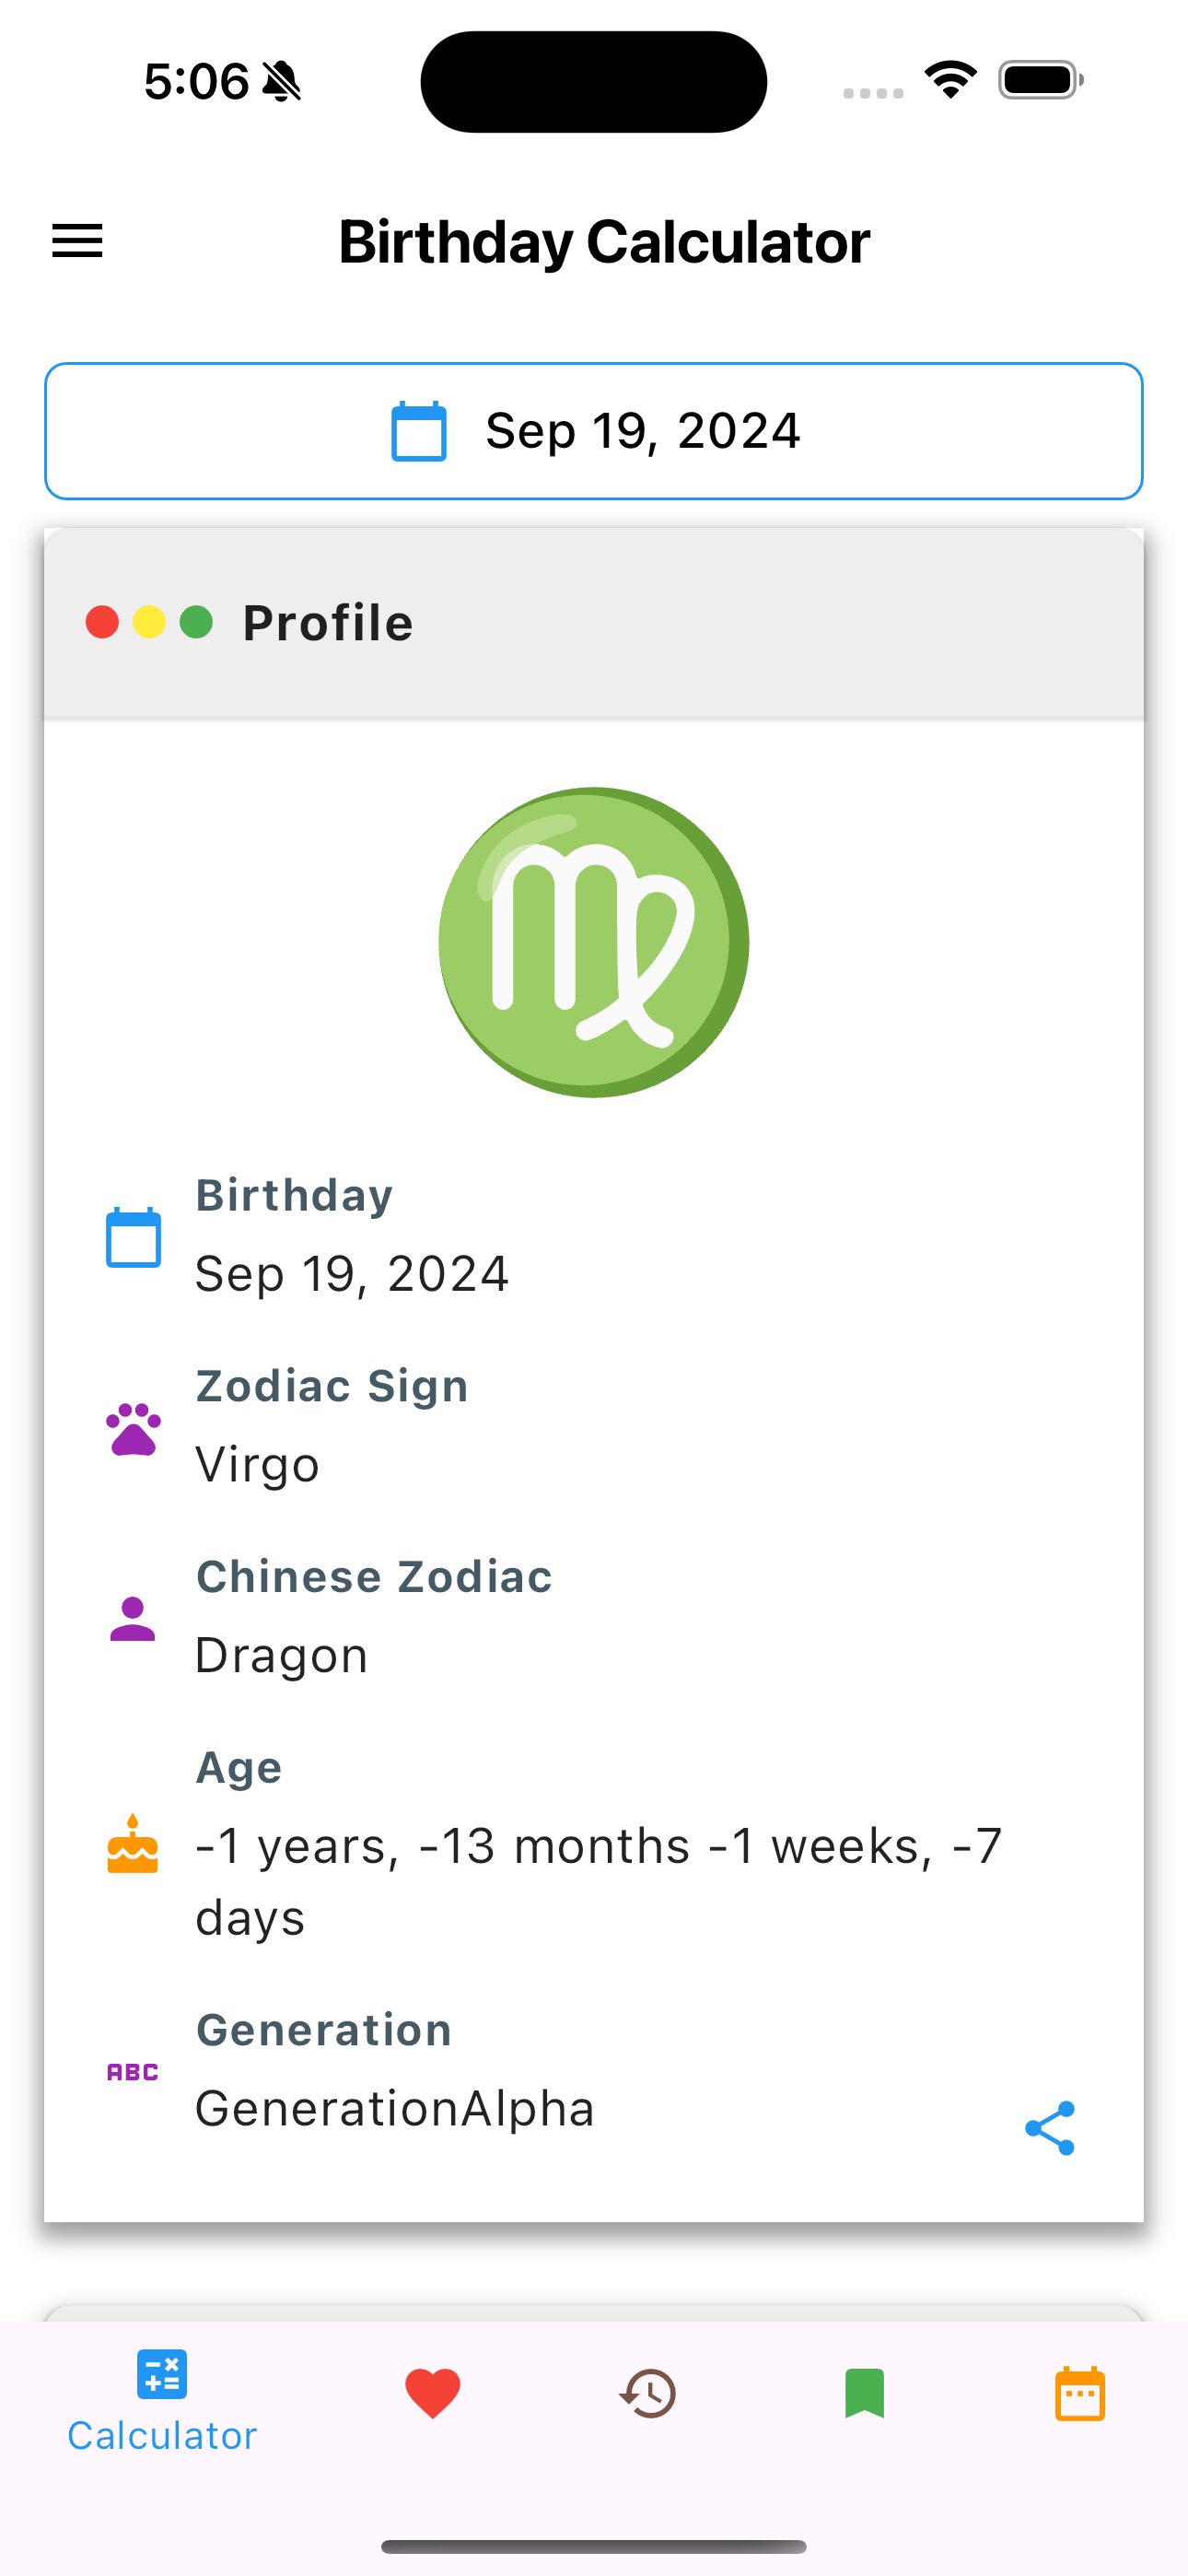 5:06
Birthday Calculator
Sep 19, 2024
Profile
Birthday
Sep 19, 2024
Zodiac Sign
Virgo
Chinese Zodiac
Dragon
Age
-1 years, -13 months -1 weeks, -7
days
Generation
ABC
GenerationAlpha
Calculator